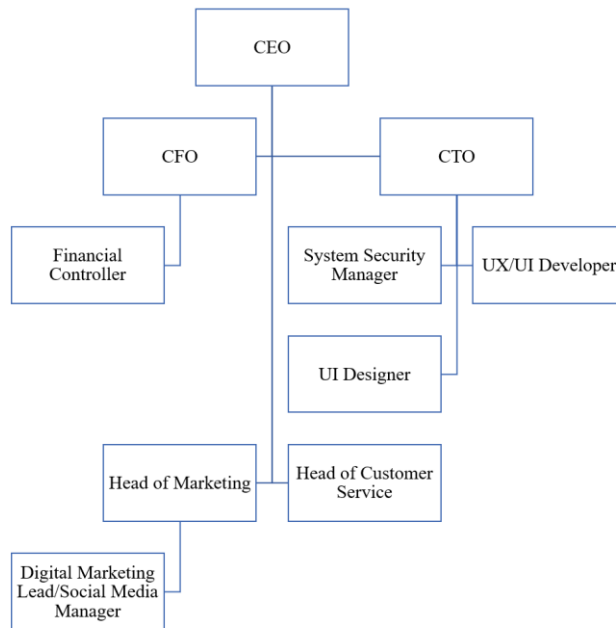 CEO
CFO
CTO
Financial
Controller
System Security
Manager
UX/UI Developer
UI Designer
Head of Marketing
Head of Customer
Service
Digital Marketing
Lead/Social Media
Manager